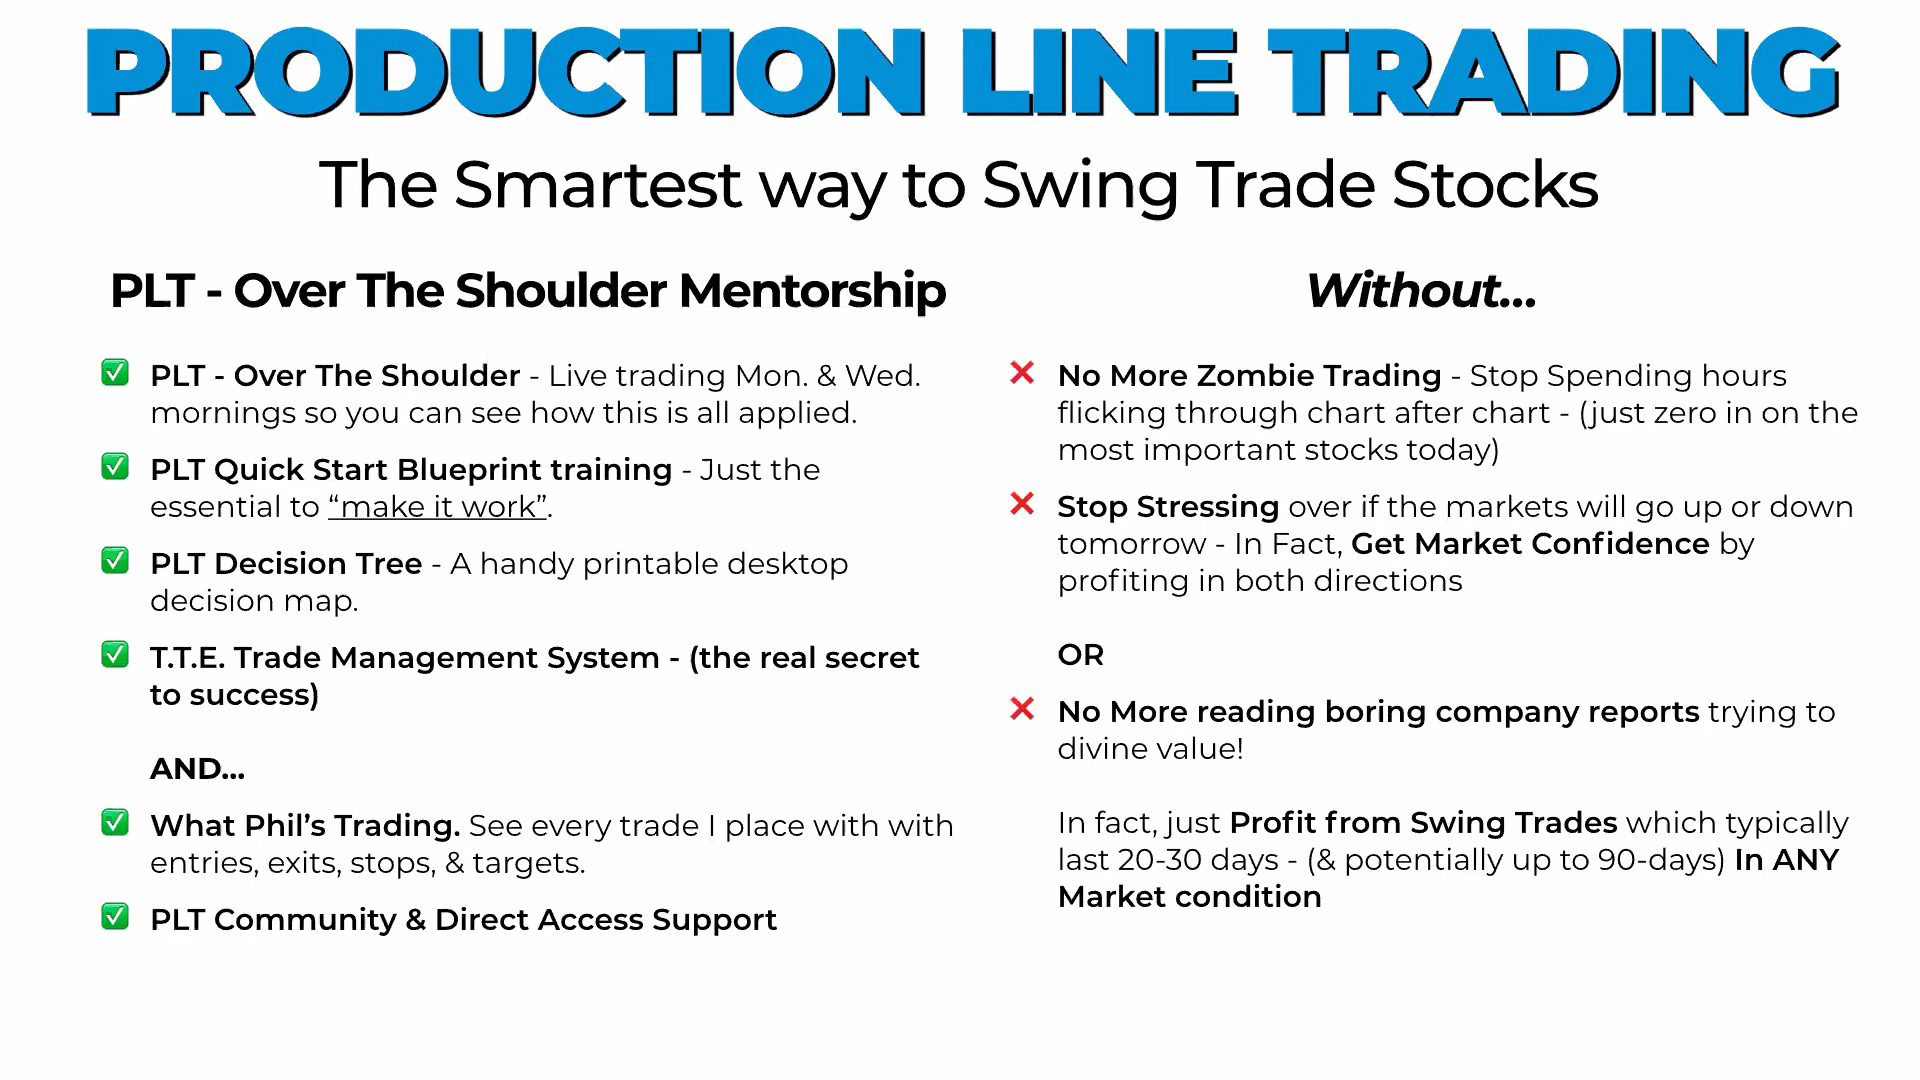 PRODUCTION LINE TRADING
The Smartest way to Swing Trade Stocks
PLT - Over The Shoulder Mentorship
PLT - Over The Shoulder - Live trading Mon. & Wed.
mornings so you can see how this is all applied.
PLT Quick Start Blueprint training - Just the
essential to “make it work”.
PLT Decision Tree - A handy printable desktop
decision map.
T.T.E. Trade Management System - (the real secret
to success)
AND...
What Phil’s Trading. See every trade I place with with
entries, exits, stops, & targets.
PLT Community & Direct Access Support
Without...
No More Zombie Trading - Stop Spending hours
flicking through chart after chart - (just zero in on the
most important stocks today)
Stop Stressing over if the markets will go up or down
tomorrow - In Fact, Get Market Confidence by
profiting in both directions
OR
No More reading boring company reports trying to
divine value!
In fact, just Profit from Swing Trades which typically
last 20-30 days - (& potentially up to 90-days) In ANY
Market condition